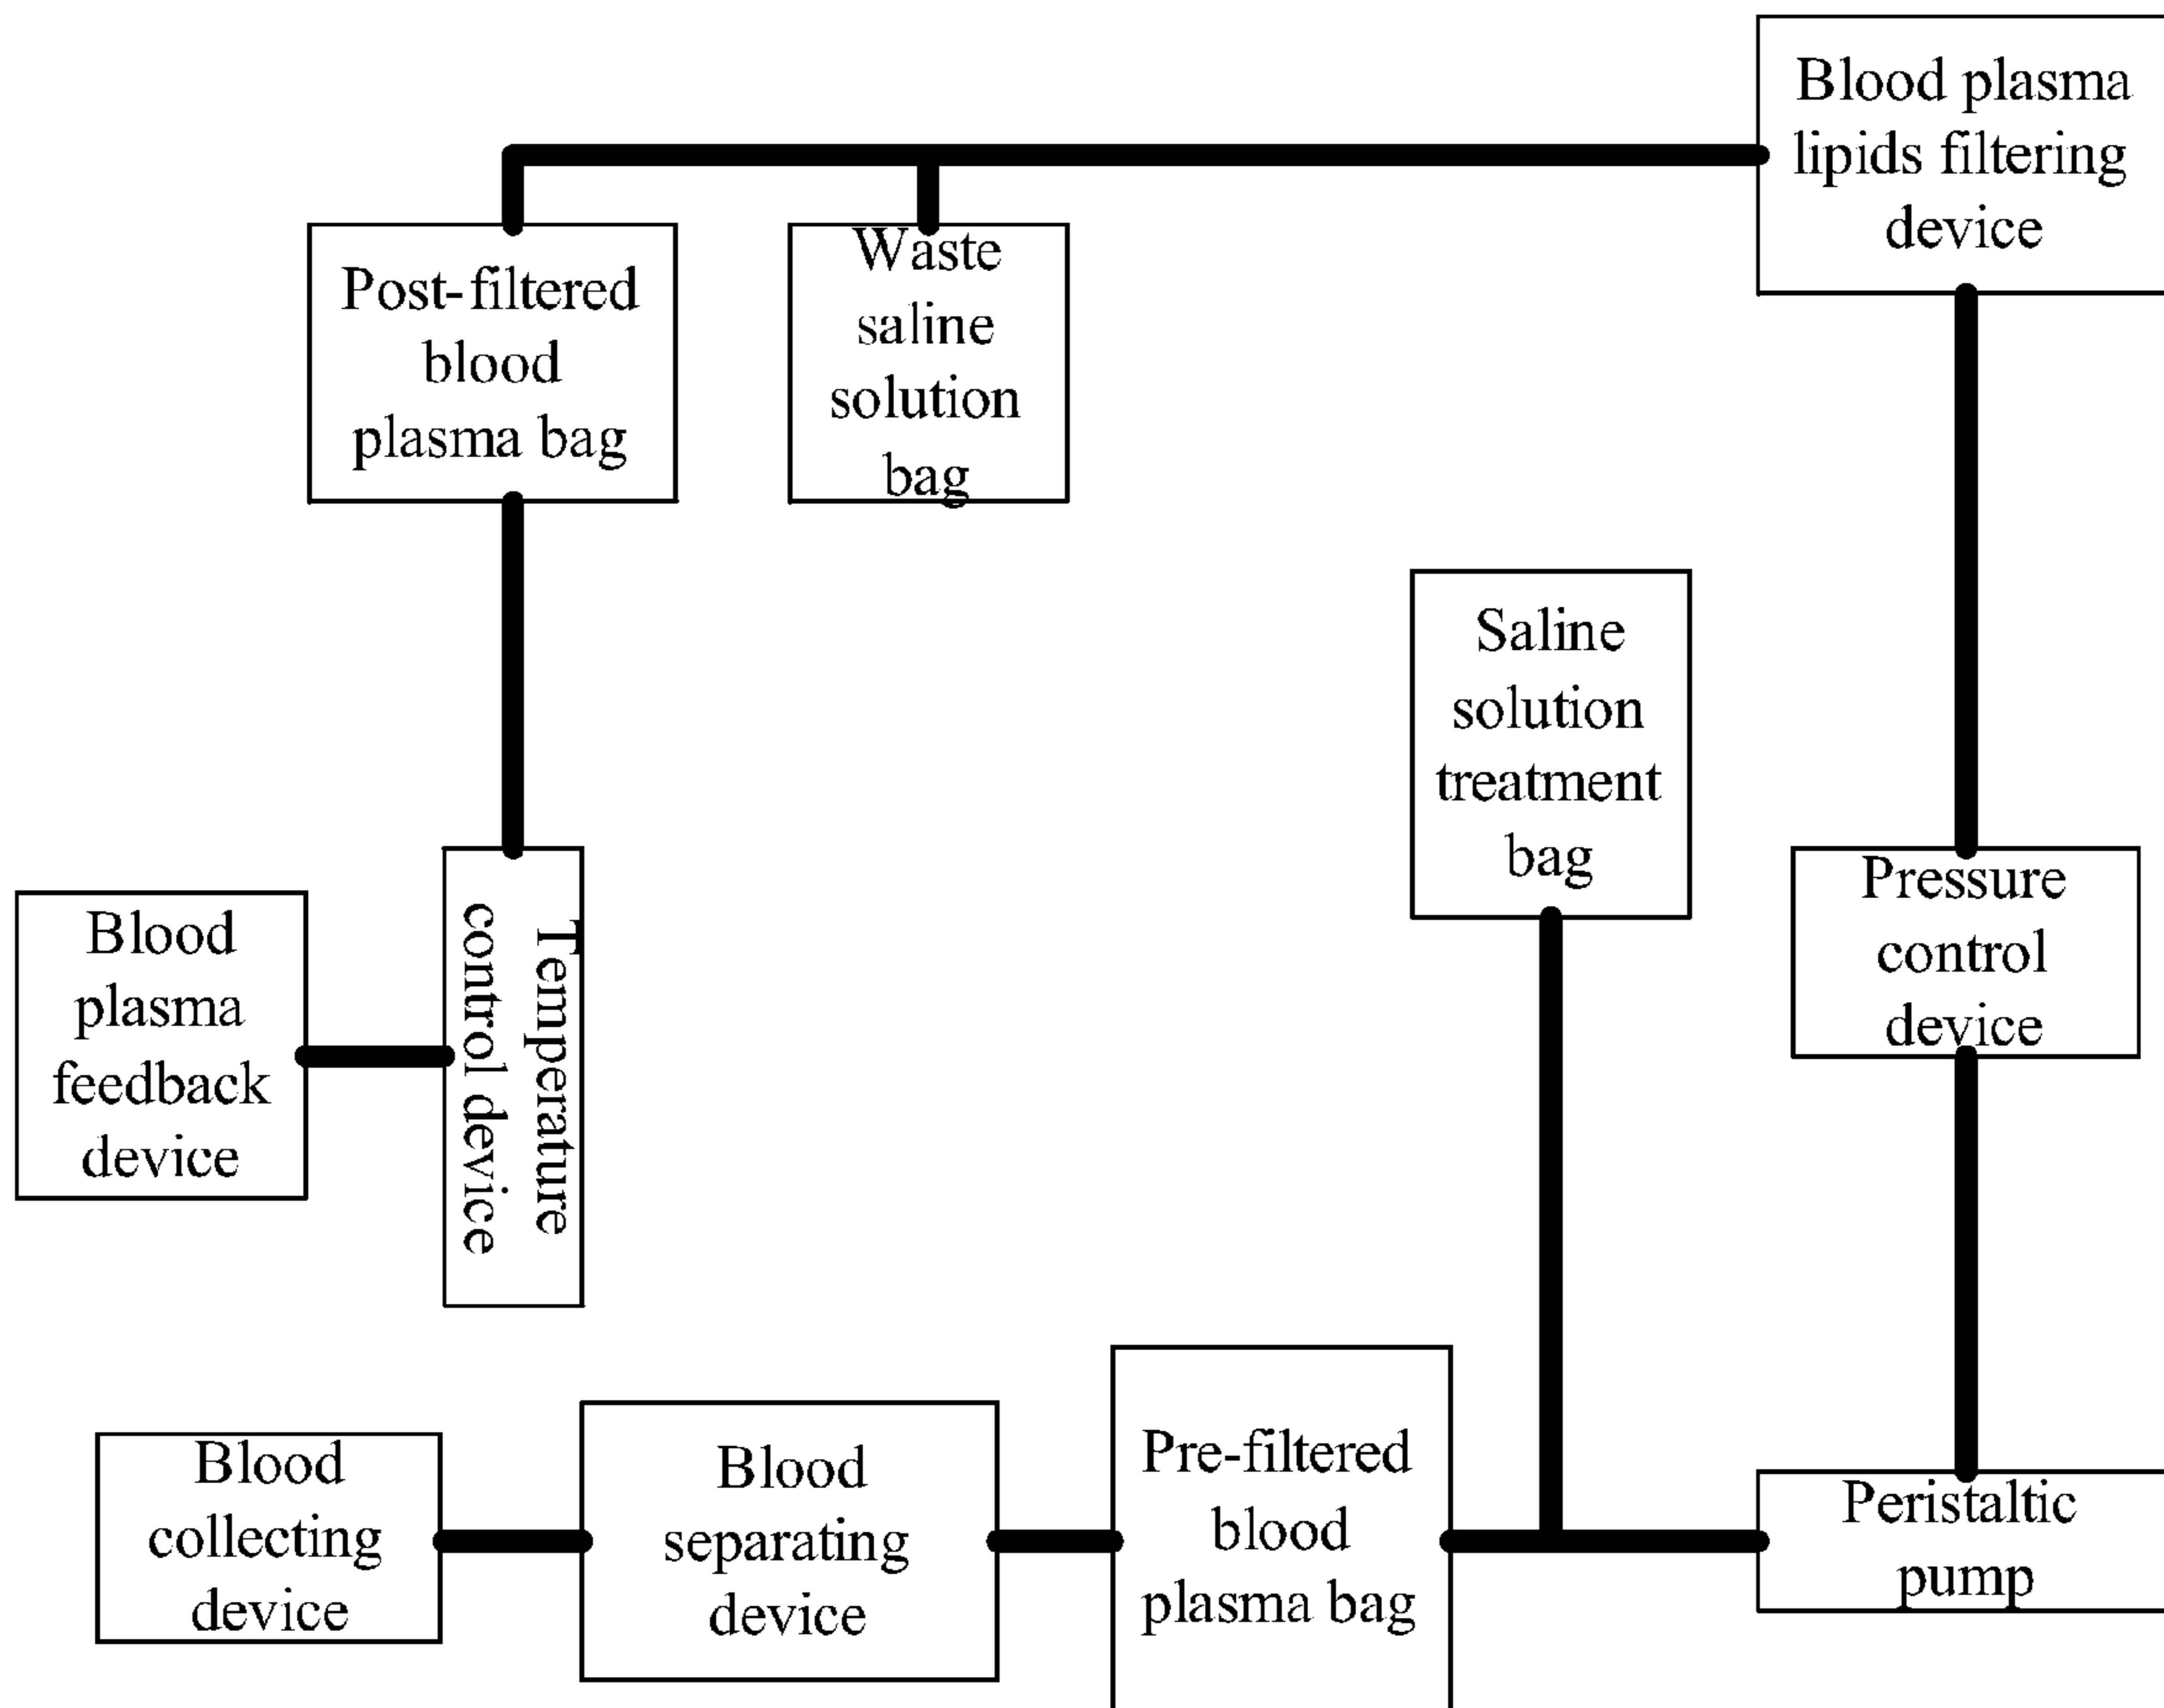 Blood plasma
lipids filtering
device
Post-filtered
blood
plasma bag
Waste
saline
solution
bag
Saline
solution
treatment
bag
Pressure
control
device
Blood
plasma
feedback
device
Temperature
control device
Blood
collecting
device
Blood
separating
device
Pre-filtered
blood
plasma bag
Peristaltic
pump